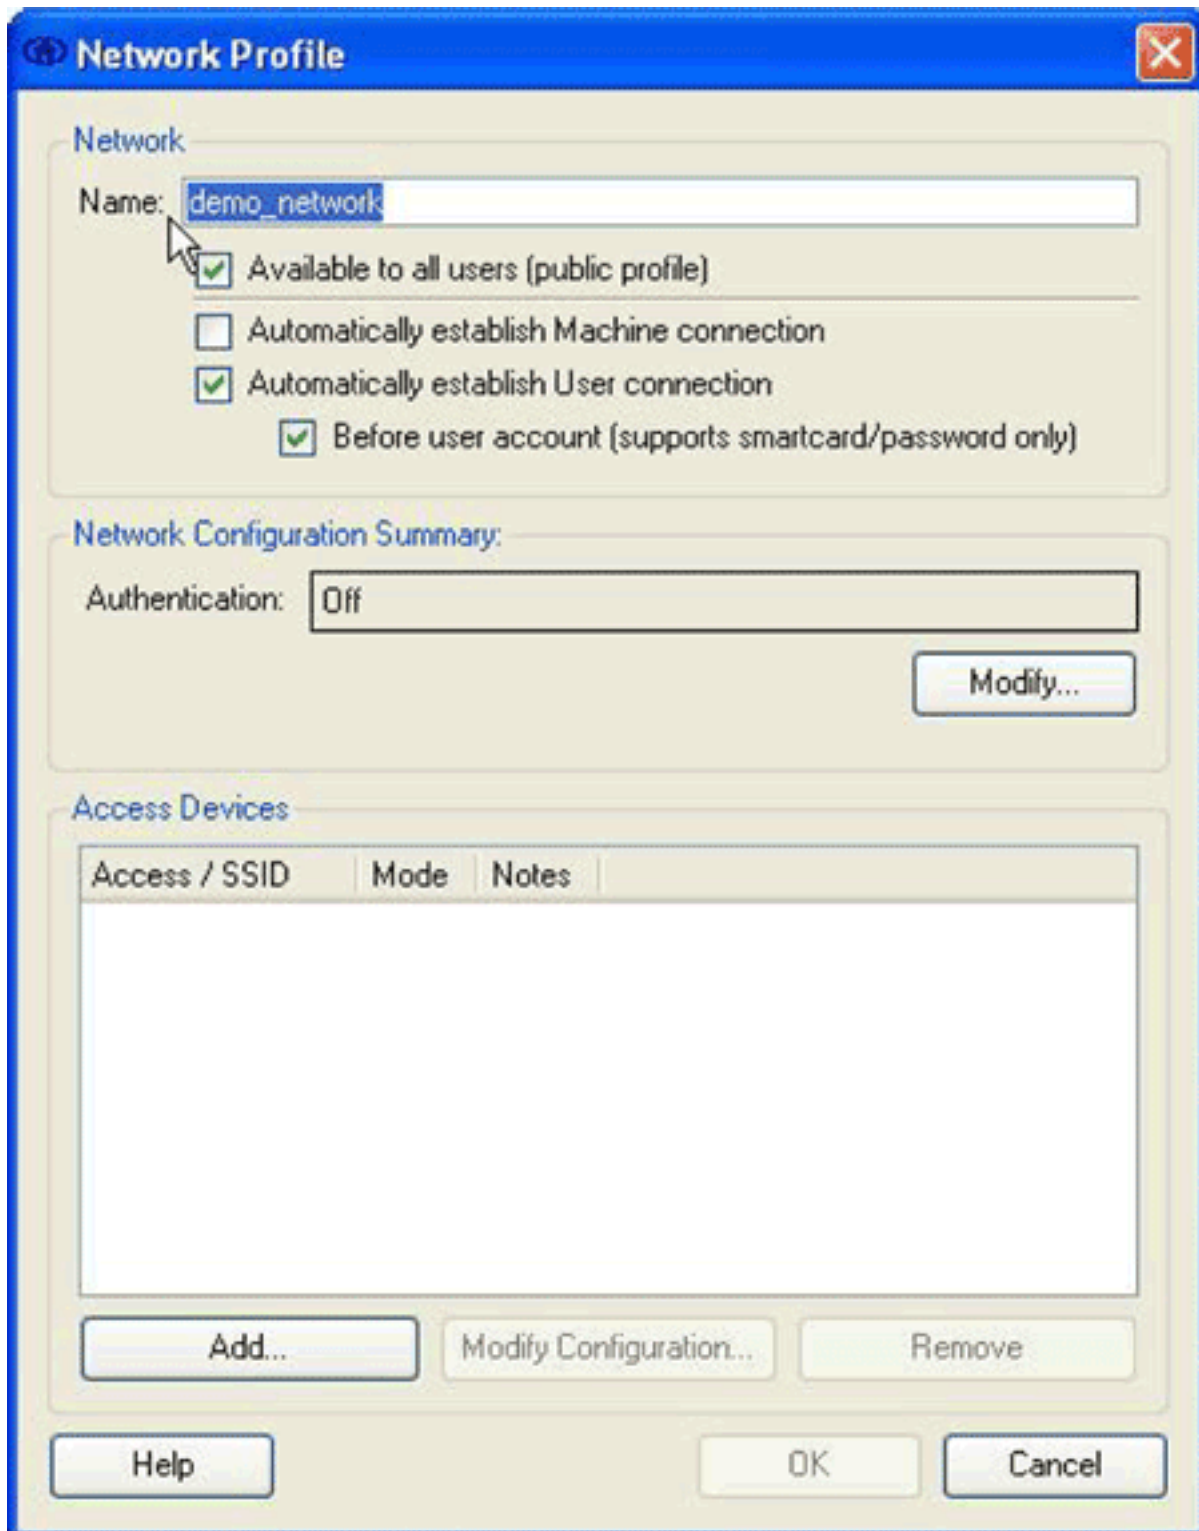 Network Profile
Network
Name: demo_network
Available to all users (public profile)
Automatically establish Machine connection
Automatically establish User connection
Before user account (supports smartcard/password only)
Network Configuration Summary:
Authentication: Off
Modify...
Access Devices
Access / SSID Mode Notes
Add... Modify Configuration... Remove
Help OK Cancel